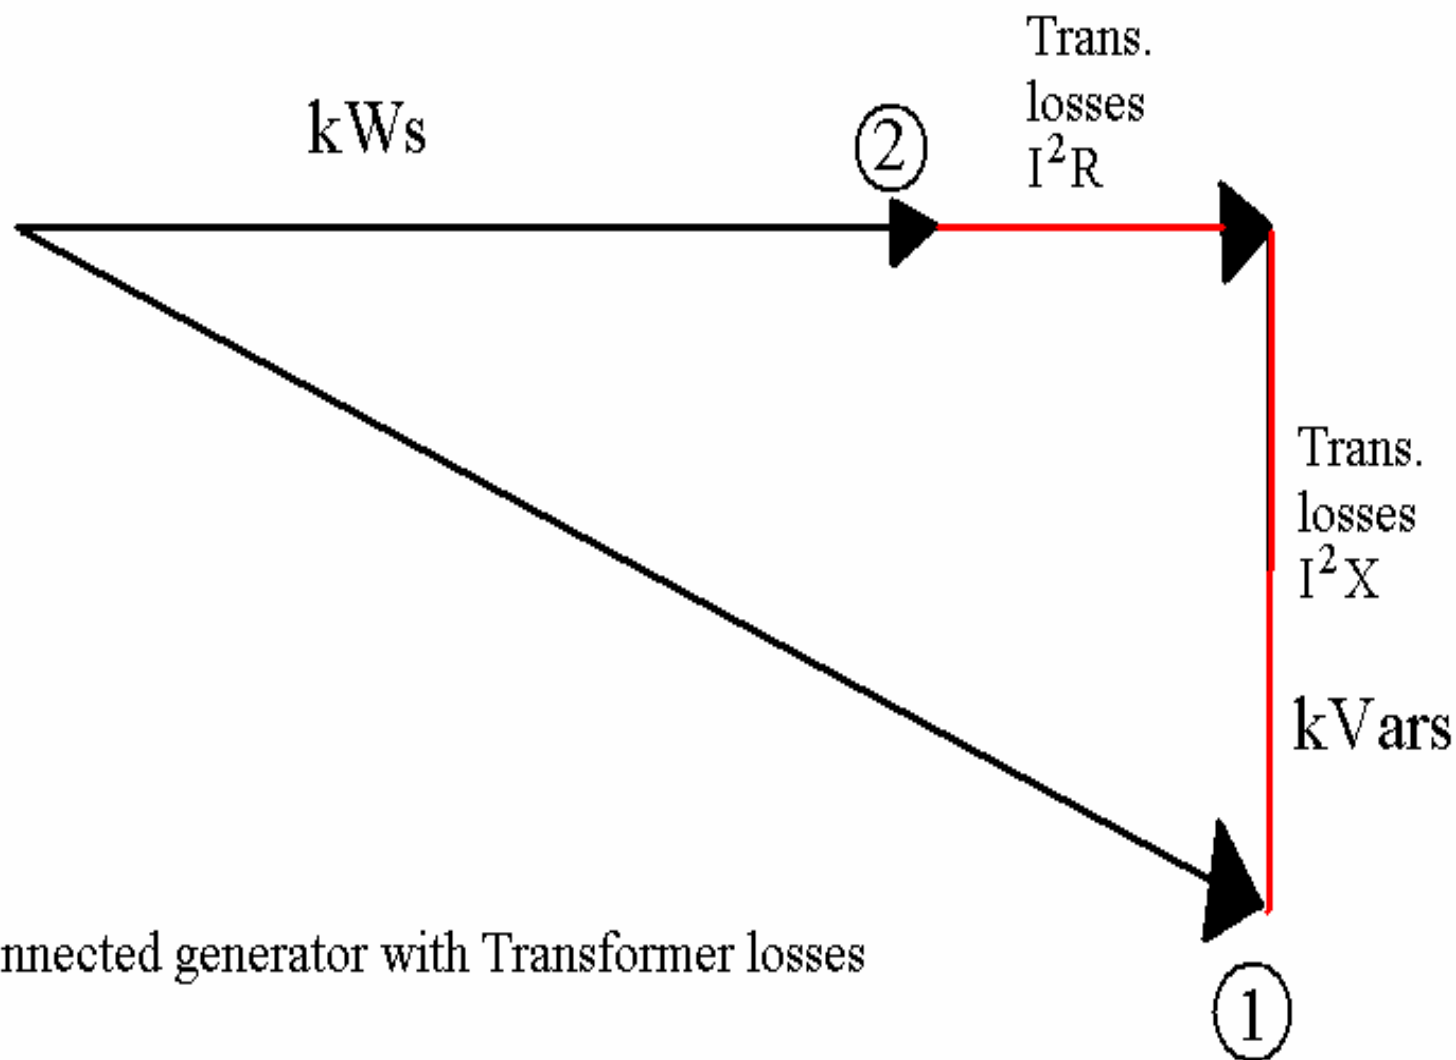 Trans.
losses
I²R
kWs
2
Trans.
losses
I²X
kVars
nnected generator with Transformer losses
1